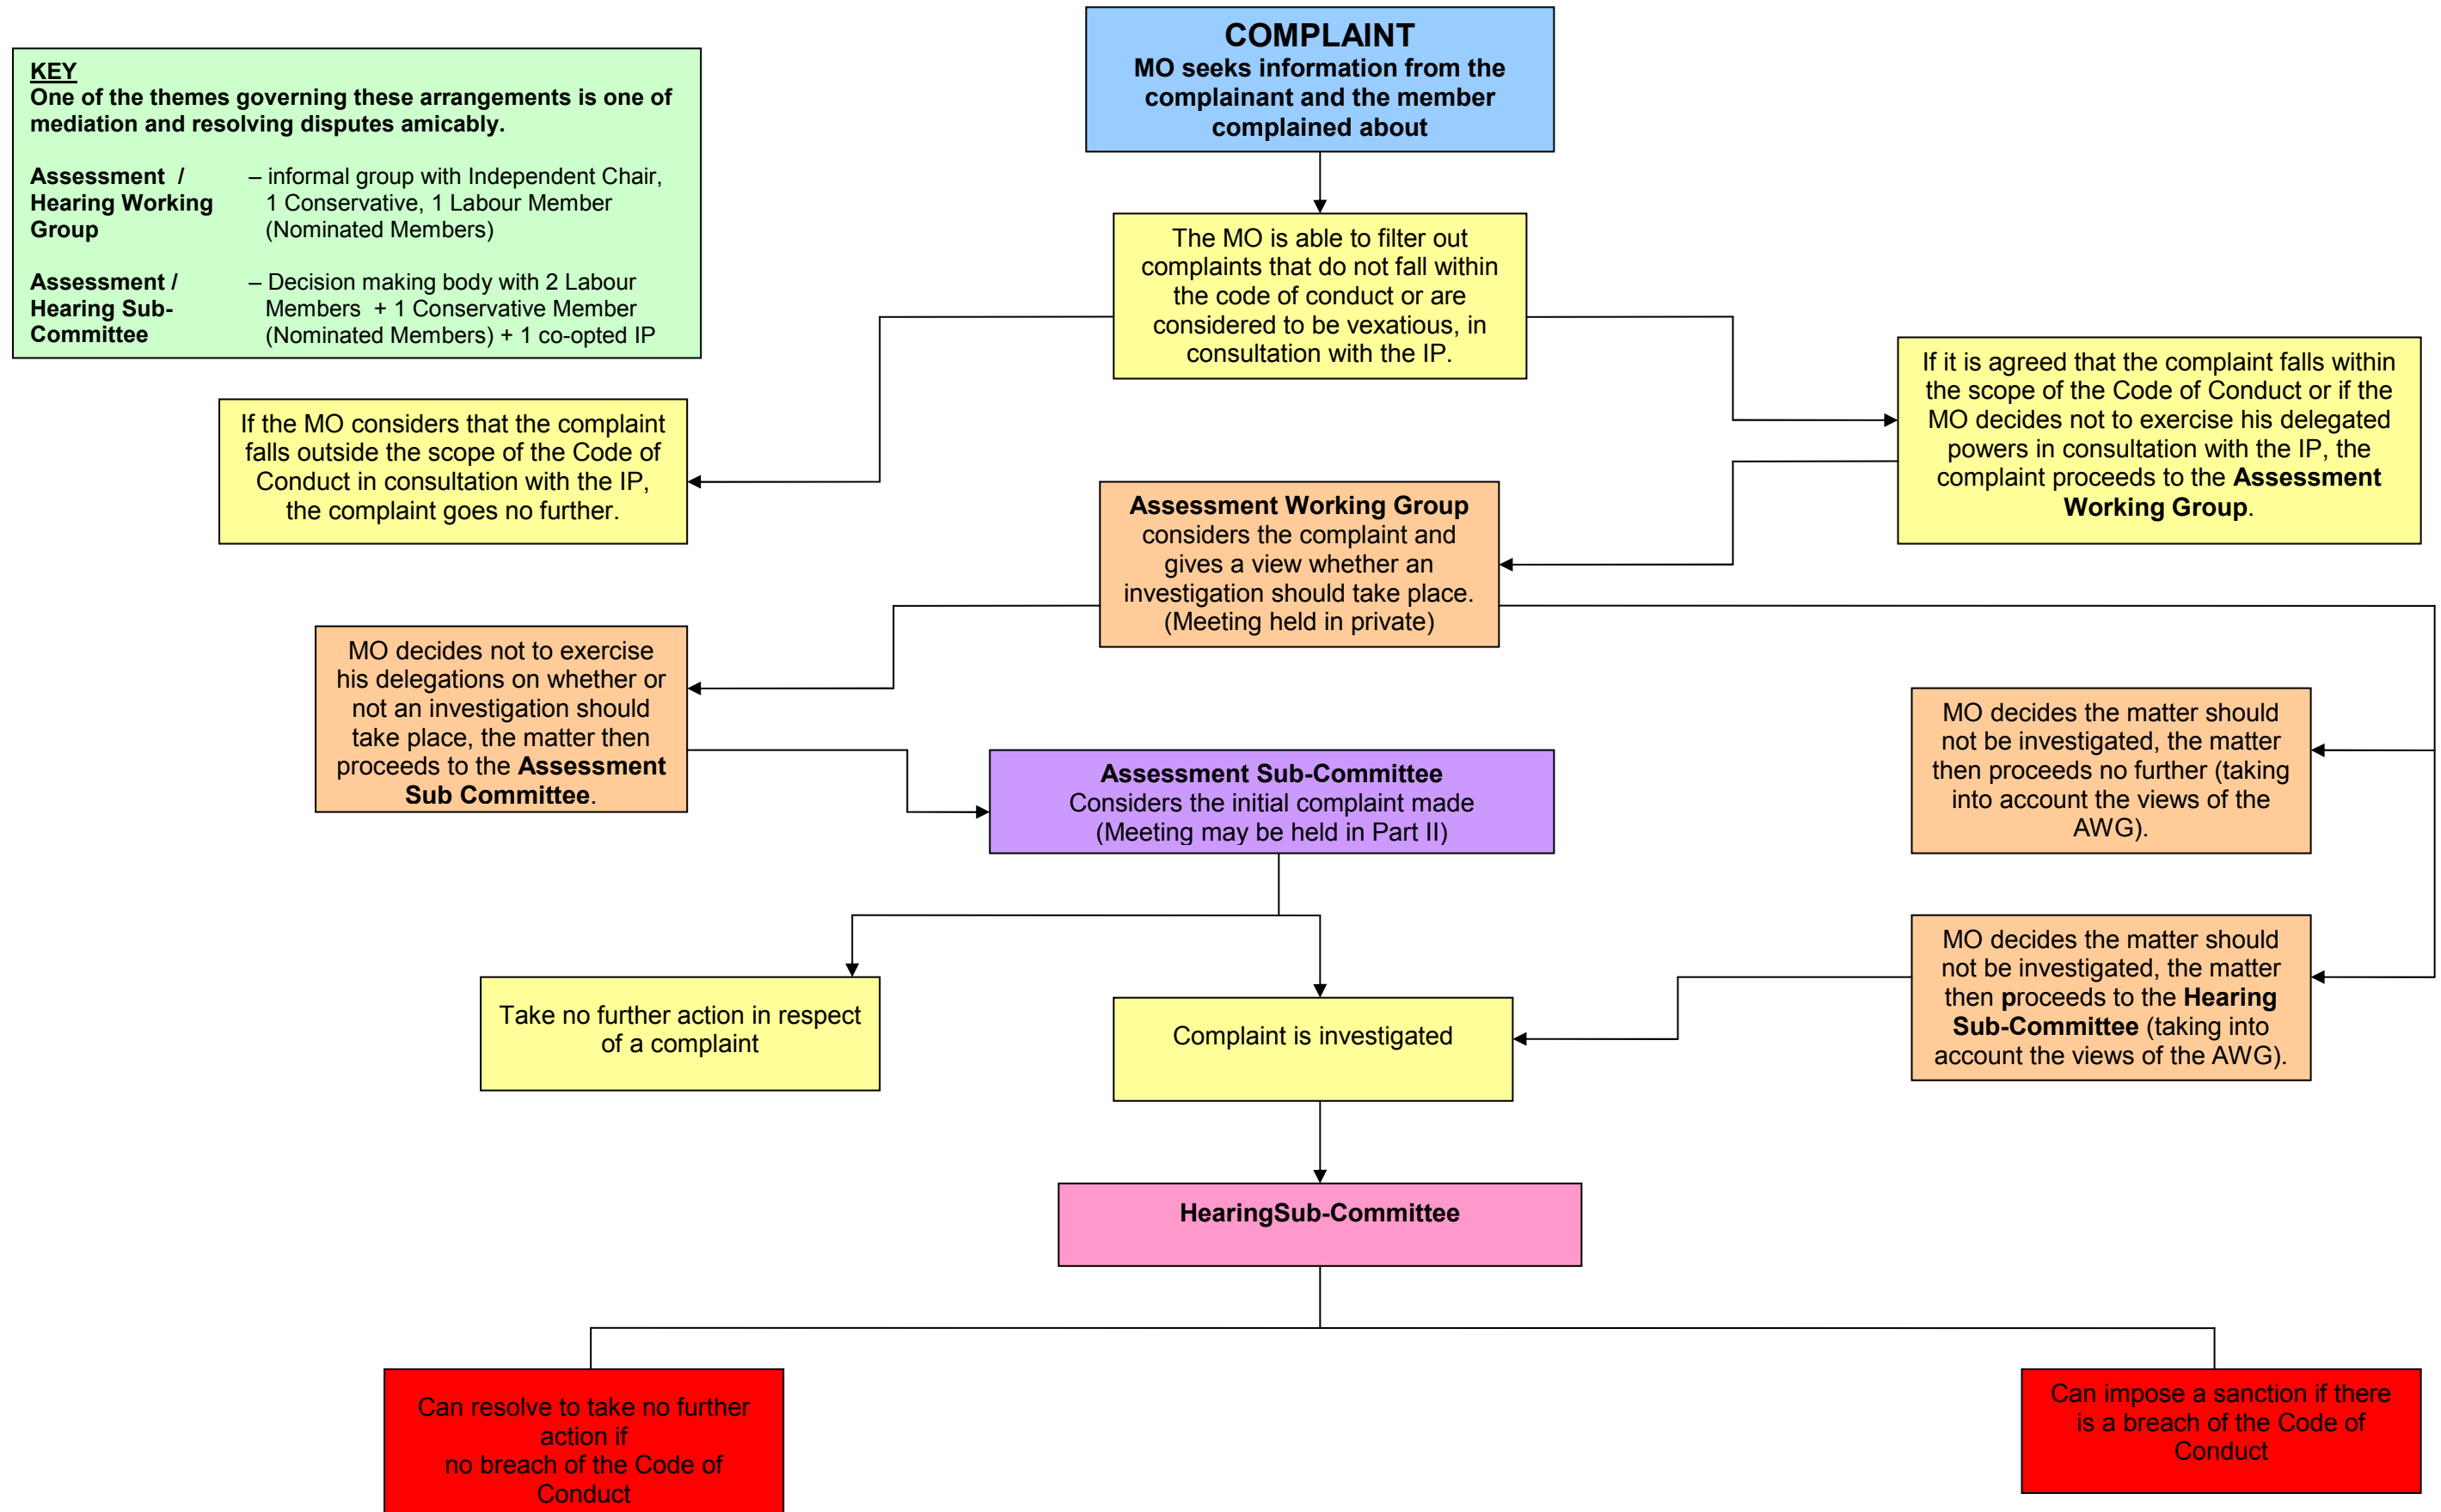 COMPLAINT
MO seeks information from the
complainant and the member
complained about
KEY
One of the themes governing these arrangements is one of
mediation and resolving disputes amicably.
Assessment / – informal group with Independent Chair,
Hearing Working 1 Conservative, 1 Labour Member
Group (Nominated Members)
Assessment / – Decision making body with 2 Labour
Hearing Sub- Members + 1 Conservative Member
Committee (Nominated Members) + 1 co-opted IP
The MO is able to filter out
complaints that do not fall within
the code of conduct or are
considered to be vexatious, in
consultation with the IP.
If the MO considers that the complaint
falls outside the scope of the Code of
Conduct in consultation with the IP,
the complaint goes no further.
If it is agreed that the complaint falls within
the scope of the Code of Conduct or if the
MO decides not to exercise his delegated
powers in consultation with the IP, the
complaint proceeds to the Assessment
Working Group.
Assessment Working Group
considers the complaint and
gives a view whether an
investigation should take place.
(Meeting held in private)
MO decides not to exercise
his delegations on whether or
not an investigation should
take place, the matter then
proceeds to the Assessment
Sub Committee.
MO decides the matter should
not be investigated, the matter
then proceeds no further (taking
into account the views of the
AWG).
Assessment Sub-Committee
Considers the initial complaint made
(Meeting may be held in Part II)
MO decides the matter should
not be investigated, the matter
then proceeds to the Hearing
Sub-Committee (taking into
account the views of the AWG).
Take no further action in respect
of a complaint
Complaint is investigated
HearingSub-Committee
Can resolve to take no further
action if
no breach of the Code of
Conduct
Can impose a sanction if there
is a breach of the Code of
Conduct